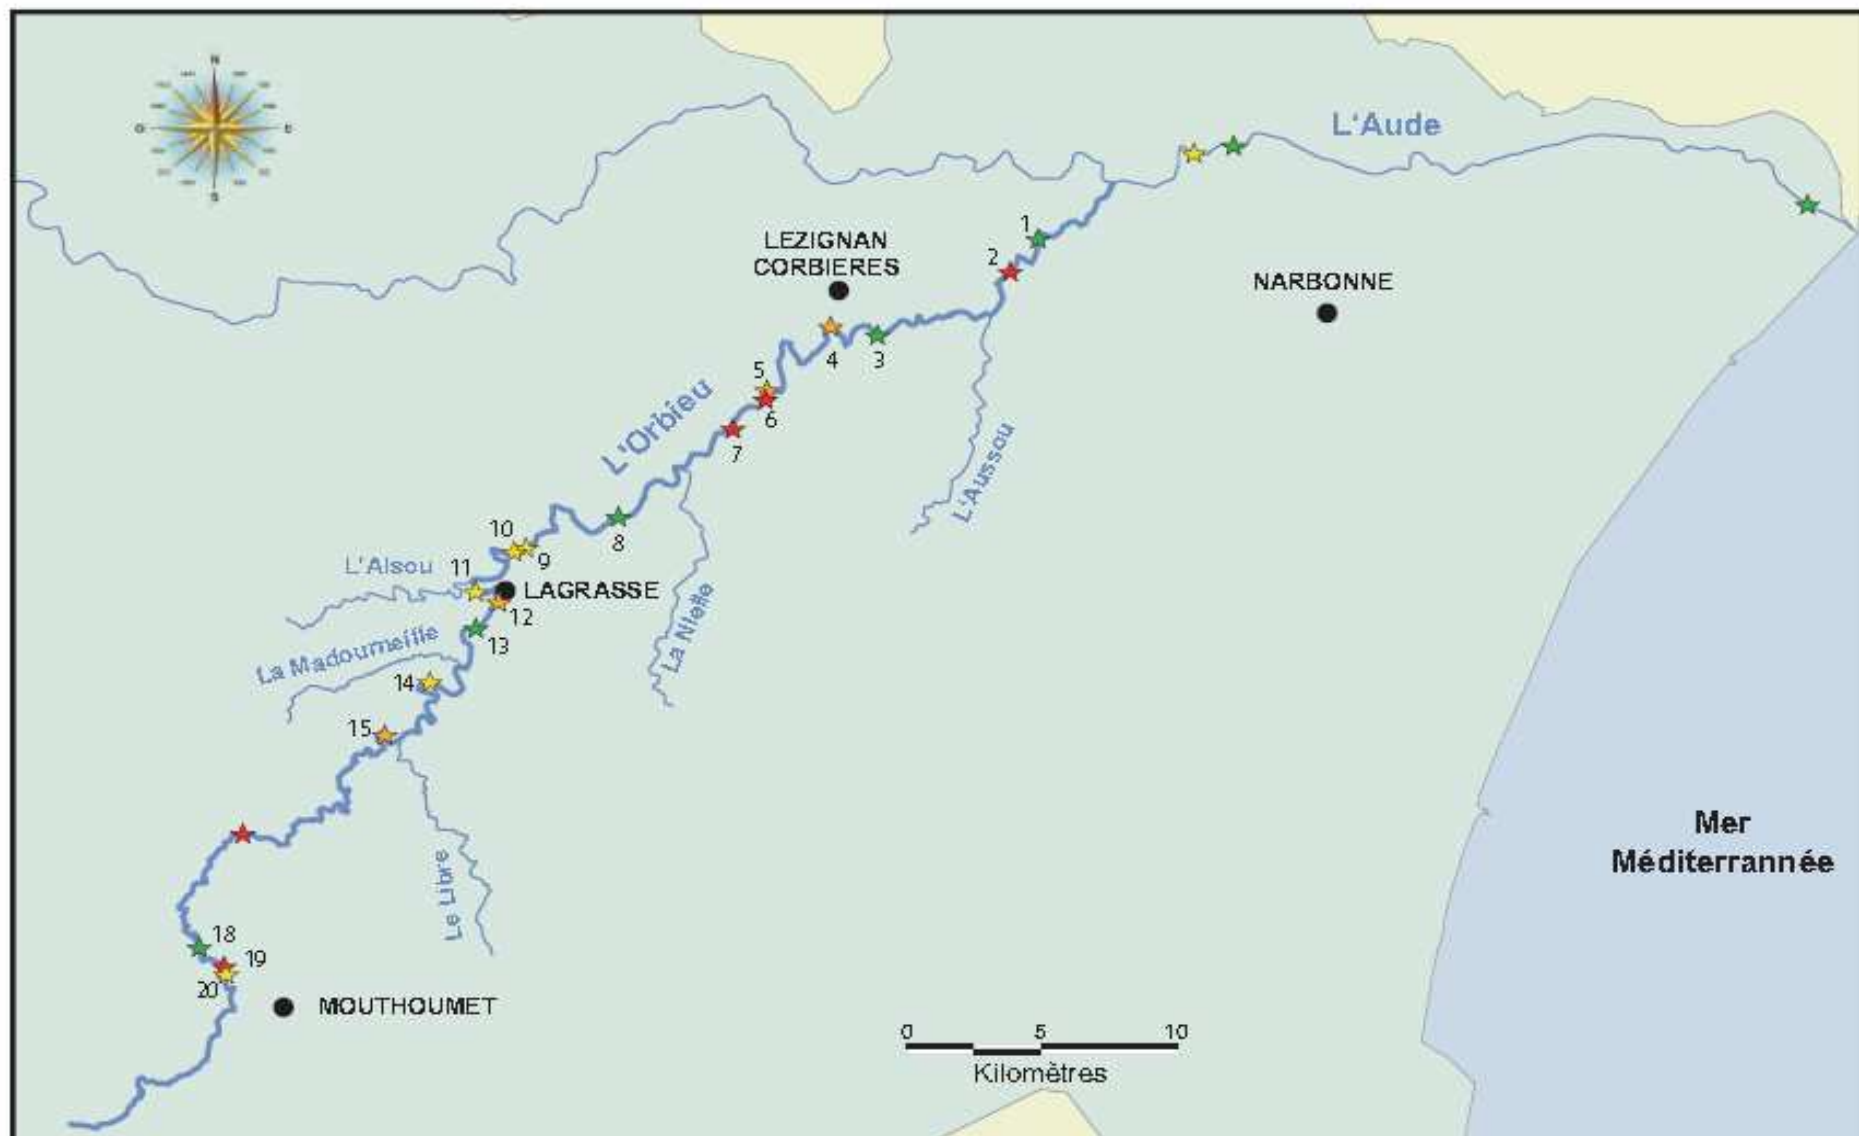 N
O
E
S
L'Aude
1
LEZIGNAN
CORBIERES
2
NARBONNE
4
3
5
L'Orbieu
6
7
L'Aussou
8
10
9
L'Alsou
11
LAGRASSE
12
La Nielle
La Madourneille
13
14
15
Le Libre
Mer
Méditerrannée
18
19
20
MOUTHOUMET
0 5 10
Kilomètres